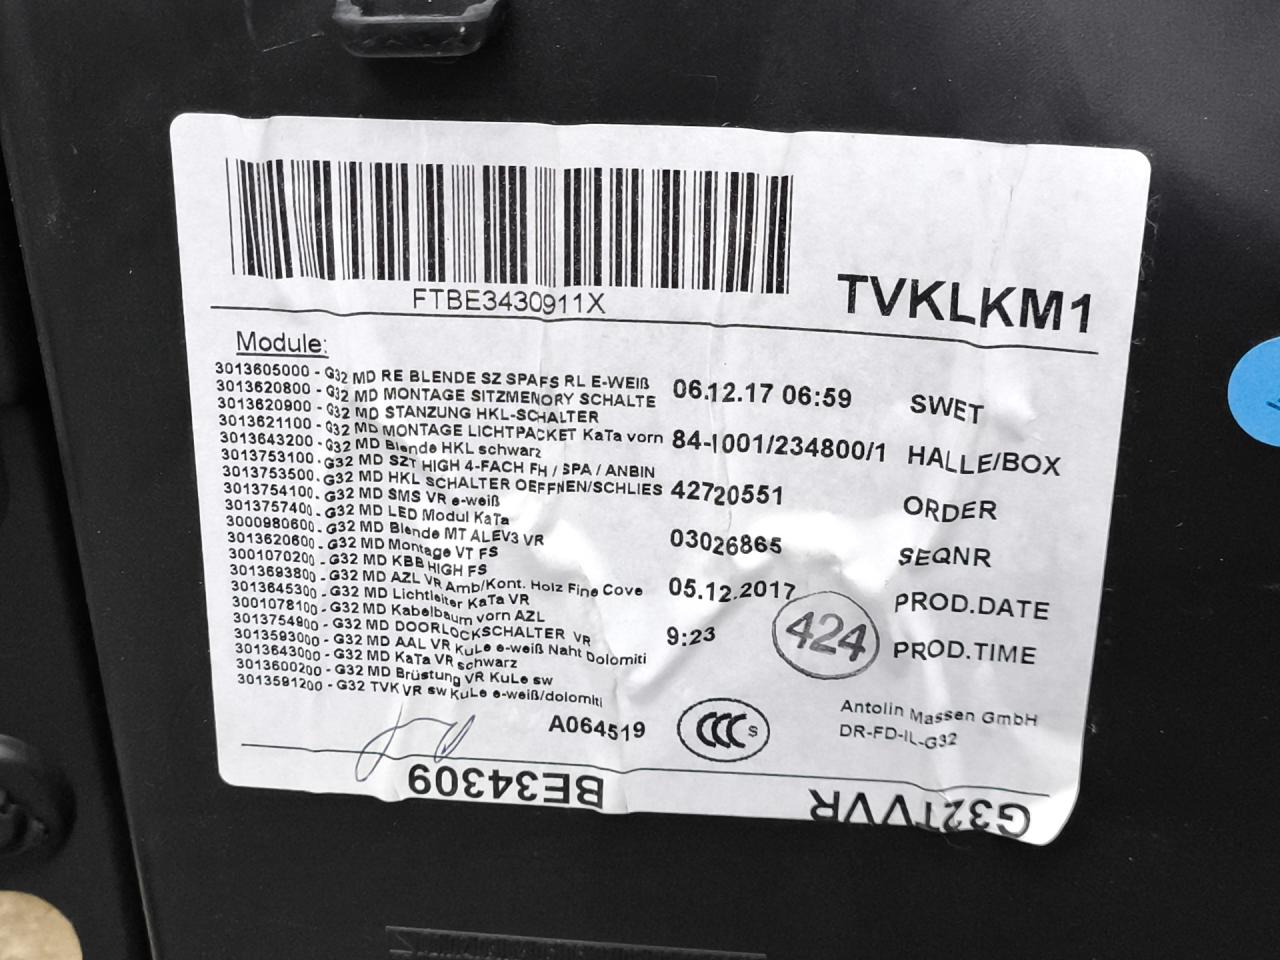 FTBE3430911X
TVKLKM1
Module:
3013605000 - G32 MD RE BLENDE SZ SPAFS RL E-WEIß
3013620800 - G32 MD MONTAGE SITZMENORY SCHALTE
3013620900 - G32 MD STANZUNG HKL-SCHALTER
3013621100 - G32 MD MONTAGE LICHTPACKET KaTa vorn
3013643200 - G32 MD Blende HKL schwarz
3013753100 - G32 MD SZT HIGH 4-FACH FH / SPA / ANBIN
3013753500 - G32 MD HKL SCHALTER OEFFNEN/SCHLIES
3013754100 - G32 MD SMS VR e-weiß
3013757400 - G32 MD LED Modul KaTa
3000980600 - G32 MD Blende MT ALEV3 VR
3013620600 - G32 MD Montage VT FS
3001070200 - G32 MD KBB HIGH FS
3013693800 - G32 MD AZL VR Amb/Kont. Holz Fine Cove
3013645300 - G32 MD Lichtleiter KaTa VR
3001078100 - G32 MD Kabelbaum vorn AZL
3013754900 - G32 MD DOORLOCKSCHALTER VR
3013593000 - G32 MD AAL VR KuLe e-weiß Naht Dolomiti
3013643000 - G32 MD KaTa VR schwarz
3013600200 - G32 MD Brüstung VR KuLe sw
3013591200 - G32 TVK VR sw KuLe e-weiß/dolomiti
06.12.17 06:59 SWET
84-I001/234800/1 HALLE/BOX
42720551 ORDER
03026865 SEQNR
05.12.2017 PROD.DATE
9:23 PROD.TIME
424
A064519
CCC S
Antolin Massen GmbH
DR-FD-IL-G32
BE34309
G32TVVR